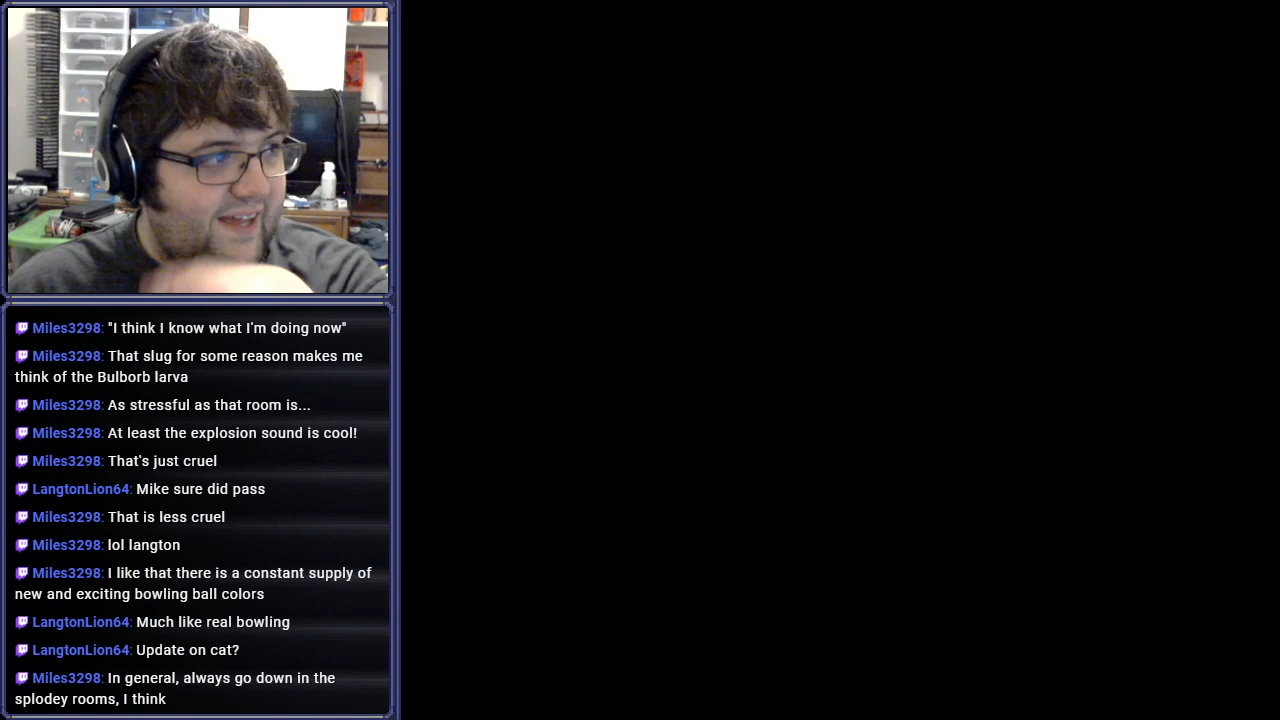 Miles3298: "I think I know what I'm doing now"
Miles3298: That slug for some reason makes me
think of the Bulborb larva
Miles3298: As stressful as that room is...
Miles3298: At least the explosion sound is cool!
Miles3298: That's just cruel
LangtonLion64: Mike sure did pass
Miles3298: That is less cruel
Miles3298: lol langton
Miles3298: I like that there is a constant supply of
new and exciting bowling ball colors
LangtonLion64: Much like real bowling
LangtonLion64: Update on cat?
Miles3298: In general, always go down in the
splodey rooms, I think